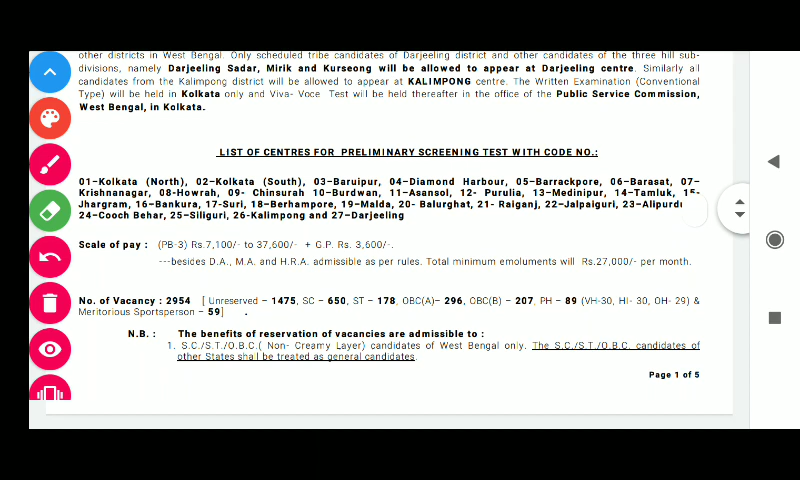 other districts in West Bengal. Only scheduled tribe candidates of Darjeeling district and other candidates of the three hill sub-
divisions, namely Darjeeling Sadar, Mirik and Kurseong will be allowed to appear at Darjeeling centre. Similarly all
candidates from the Kalimpong district will be allowed to appear at KALIMPONG centre. The Written Examination (Conventional
Type) will be held in Kolkata only and Viva- Voce Test will be held thereafter in the office of the Public Service Commission,
West Bengal, in Kolkata.
LIST OF CENTRES FOR PRELIMINARY SCREENING TEST WITH CODE NO.:
01–Kolkata (North), 02–Kolkata (South), 03–Baruipur, 04–Diamond Harbour, 05–Barrackpore, 06–Barasat, 07–
Krishnanagar, 08-Howrah, 09- Chinsurah 10–Burdwan, 11–Asansol, 12- Purulia, 13–Medinipur, 14–Tamluk, 15-
Jhargram, 16–Bankura, 17-Suri, 18–Berhampore, 19–Malda, 20- Balurghat, 21- Raiganj, 22–Jalpaiguri, 23–Alipurdu
24–Cooch Behar, 25–Siliguri, 26-Kalimpong and 27–Darjeeling
Scale of pay : (PB-3) Rs.7,100/- to 37,600/- + G.P. Rs. 3,600/-.
---besides D.A., M.A. and H.R.A. admissible as per rules. Total minimum emoluments will Rs.27,000/- per month.
No. of Vacancy : 2954 [ Unreserved – 1475, SC – 650, ST – 178, OBC(A)– 296, OBC(B) – 207, PH – 89 (VH-30, HI- 30, OH- 29) &
Meritorious Sportsperson – 59] .
N.B. : The benefits of reservation of vacancies are admissible to :
1. S.C./S.T./O.B.C.( Non- Creamy Layer) candidates of West Bengal only. The S.C./S.T./O.B.C. candidates of
other States shall be treated as general candidates.
Page 1 of 5